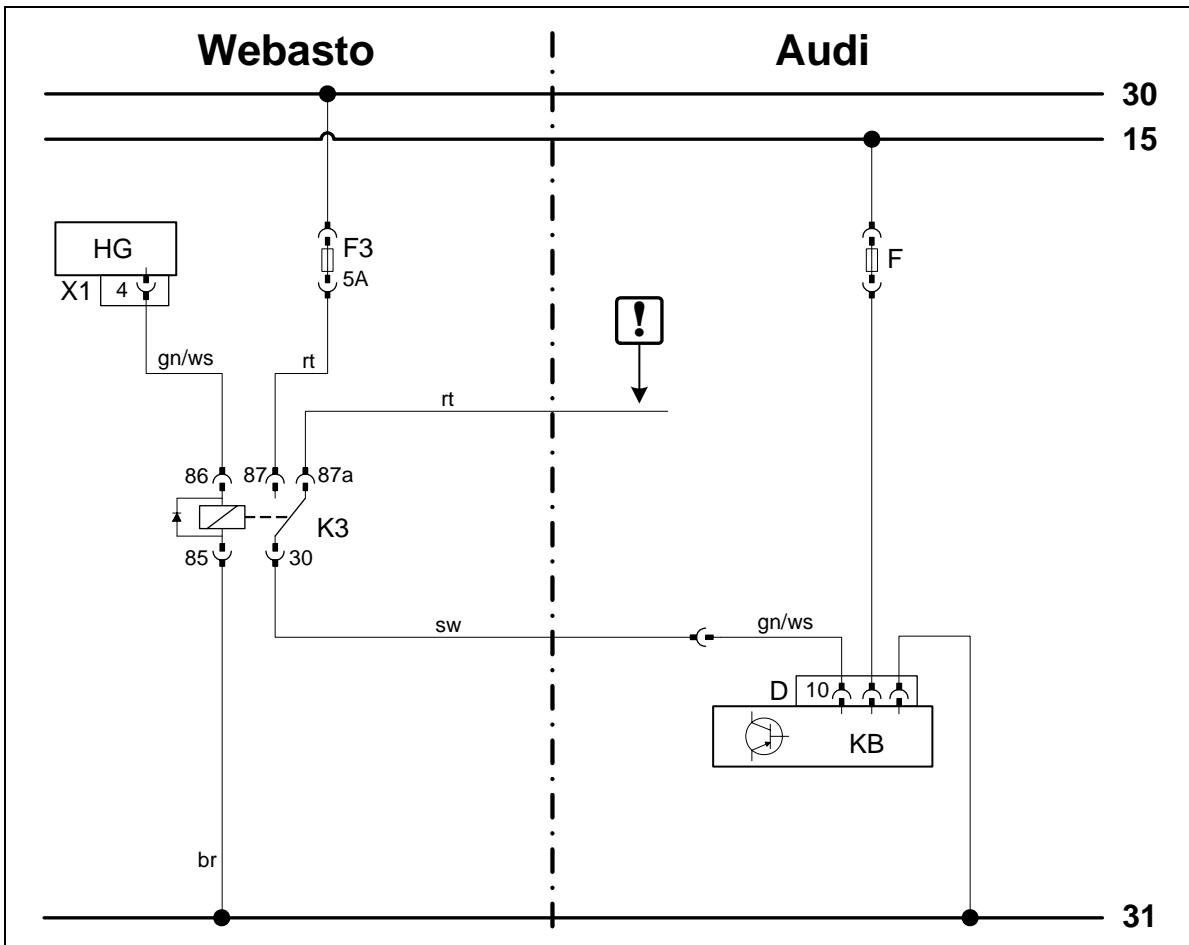 Webasto Audi
30
15
HG
F3
F
X1 4
5A
!
gn/ws rt
rt
86 87 87a
K3
85 30
sw gn/ws
D 10
KB
br
31